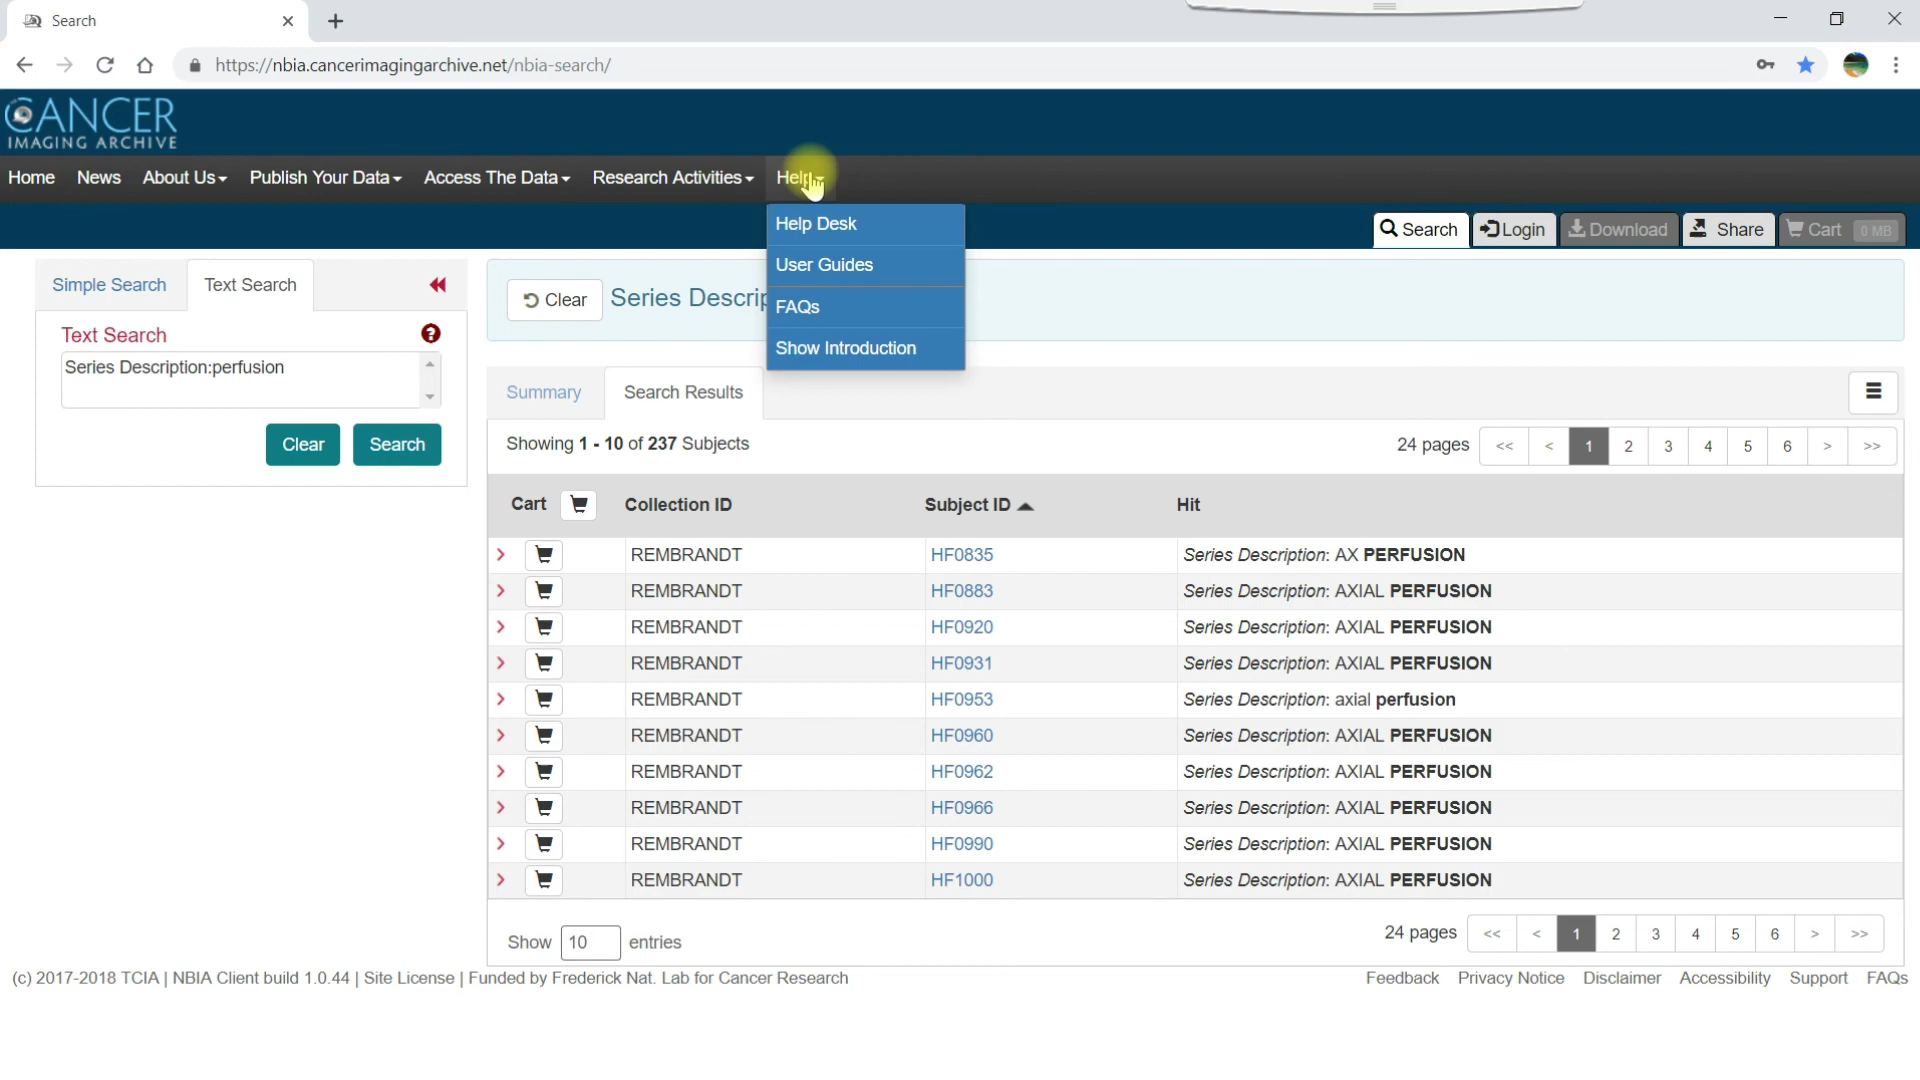 Search
https://nbia.cancerimagingarchive.net/nbia-search/
CANCER
IMAGING ARCHIVE
Home News About Us Publish Your Data Access The Data Research Activities Help
Help Desk
User Guides
FAQs
Show Introduction
Search Login Download Share Cart 0 MB
Simple Search Text Search
Text Search
Series Description:perfusion
Clear Search
Clear Series Descrip
Summary Search Results
Showing 1 - 10 of 237 Subjects
24 pages << < 1 2 3 4 5 6 > >>
Cart Collection ID Subject ID Hit
REMBRANDT HF0835 Series Description: AX PERFUSION
REMBRANDT HF0883 Series Description: AXIAL PERFUSION
REMBRANDT HF0920 Series Description: AXIAL PERFUSION
REMBRANDT HF0931 Series Description: AXIAL PERFUSION
REMBRANDT HF0953 Series Description: axial perfusion
REMBRANDT HF0960 Series Description: AXIAL PERFUSION
REMBRANDT HF0962 Series Description: AXIAL PERFUSION
REMBRANDT HF0966 Series Description: AXIAL PERFUSION
REMBRANDT HF0990 Series Description: AXIAL PERFUSION
REMBRANDT HF1000 Series Description: AXIAL PERFUSION
Show 10 entries
24 pages << < 1 2 3 4 5 6 > >>
(c) 2017-2018 TCIA | NBIA Client build 1.0.44 | Site License | Funded by Frederick Nat. Lab for Cancer Research
Feedback Privacy Notice Disclaimer Accessibility Support FAQs